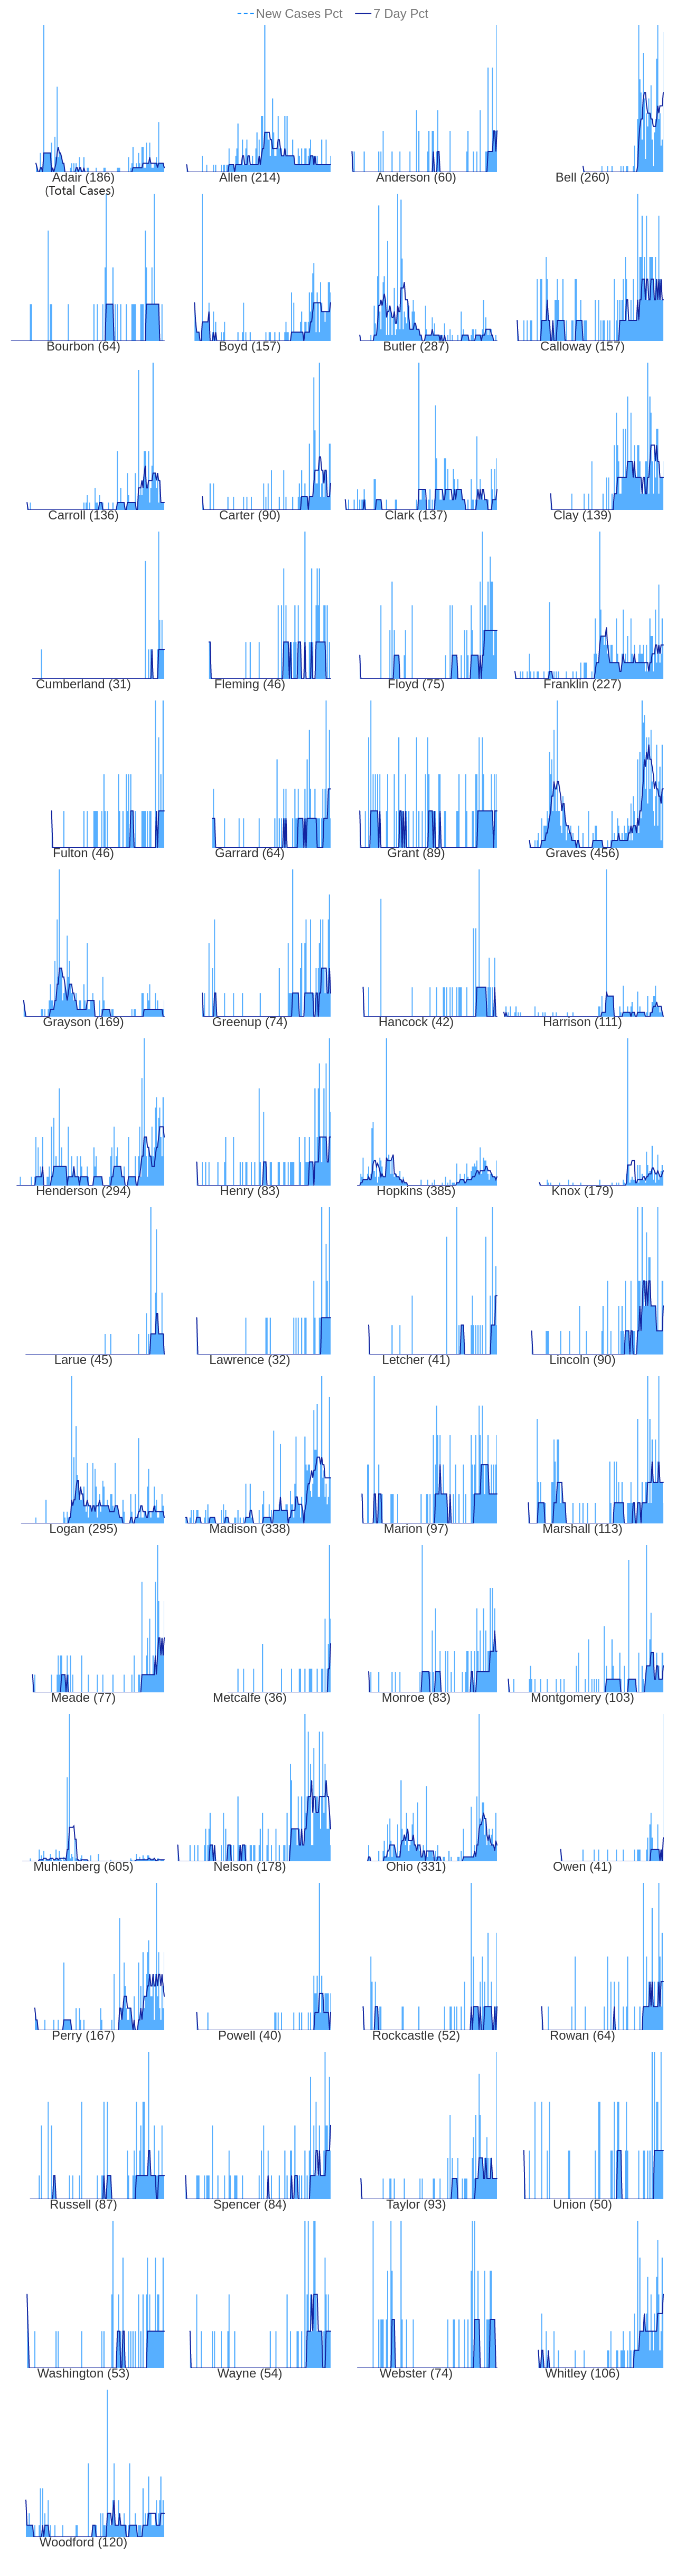 New Cases Pct 7 Day Pct
Adair (186) Allen (214) Anderson (60) Bell (260)
(Total Cases)
Bourbon (64) Boyd (157) Butler (287) Calloway (157)
Carroll (136) Carter (90) Clark (137) Clay (139)
Cumberland (31) Fleming (46) Floyd (75) Franklin (227)
Fulton (46) Garrard (64) Grant (89) Graves (456)
Grayson (169) Greenup (74) Hancock (42) Harrison (111)
Henderson (294) Henry (83) Hopkins (385) Knox (179)
Larue (45) Lawrence (32) Letcher (41) Lincoln (90)
Logan (295) Madison (338) Marion (97) Marshall (113)
Meade (77) Metcalfe (36) Monroe (83) Montgomery (103)
Muhlenberg (605) Nelson (178) Ohio (331) Owen (41)
Perry (167) Powell (40) Rockcastle (52) Rowan (64)
Russell (87) Spencer (84) Taylor (93) Union (50)
Washington (53) Wayne (54) Webster (74) Whitley (106)
Woodford (120)